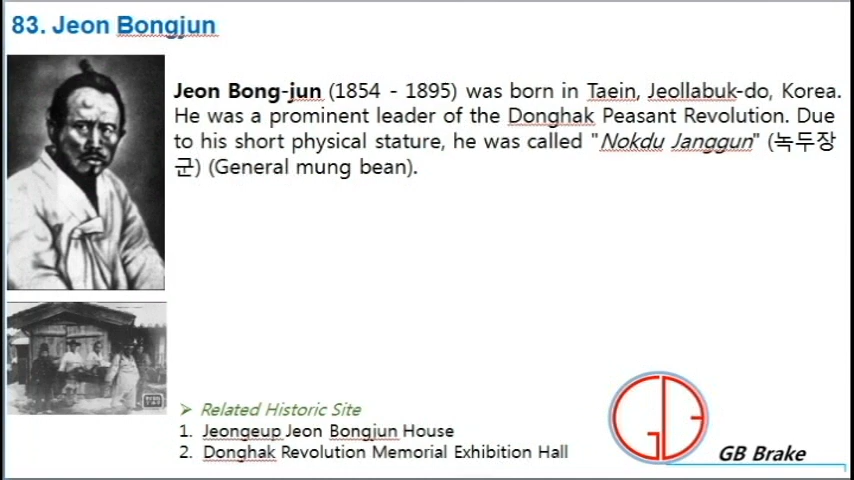 83. Jeon Bongjun
Jeon Bong-jun (1854 - 1895) was born in Taein, Jeollabuk-do, Korea.
He was a prominent leader of the Donghak Peasant Revolution. Due
to his short physical stature, he was called "Nokdu Janggun" (녹두장
군) (General mung bean).
➢ Related Historic Site
1. Jeongeup Jeon Bongjun House
2. Donghak Revolution Memorial Exhibition Hall
GB
GB Brake